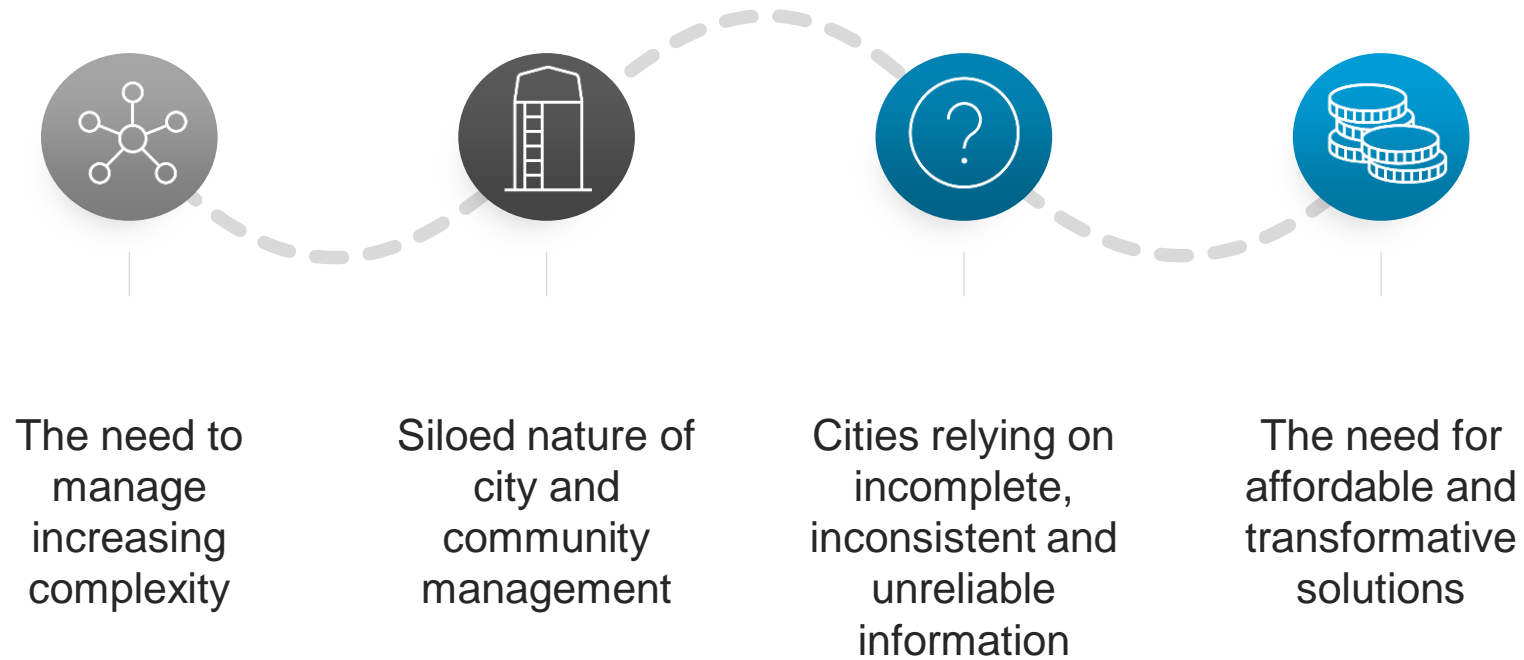 The need to
manage
increasing
complexity
Siloed nature of
city and
community
management
Cities relying on
incomplete,
inconsistent and
unreliable
information
The need for
affordable and
transformative
solutions